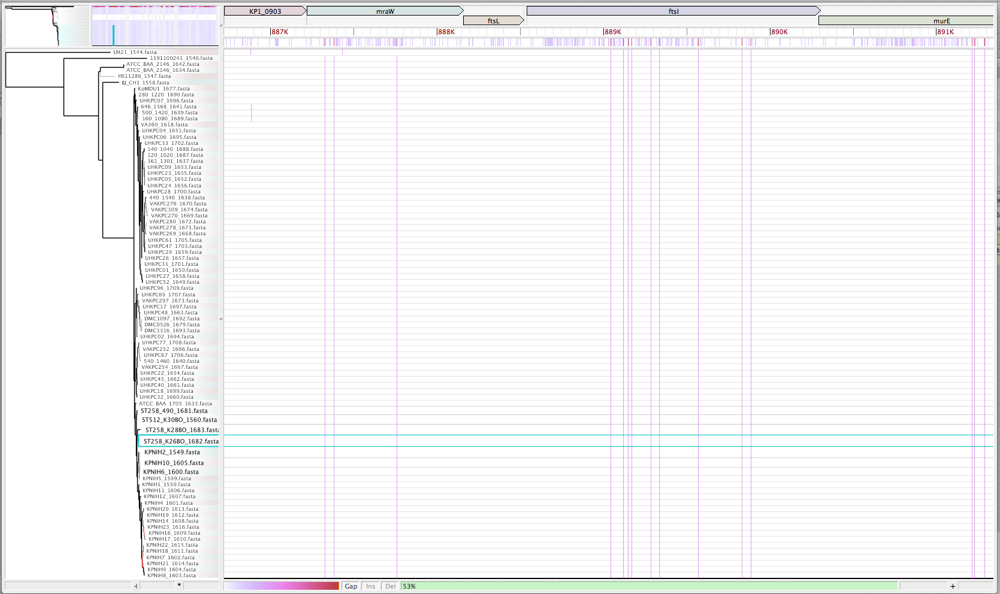 KP1_0903 mraW ftsI
ftsL murE
887K 888K 889K 890K 891K
LM21_1544.fasta
1191100241_1540.fasta
ATCC_BAA_2146_1642.fasta
ATCC_BAA_2146_1634.fasta
HS11286_1547.fasta
BJ_CH1_1558.fasta
KpMDU1_1677.fasta
280_1220_1690.fasta
UHKPC07_1696.fasta
646_1568_1641.fasta
500_1420_1639.fasta
160_1080_1689.fasta
VA360_1618.fasta
UHKPC04_1651.fasta
UHKPC06_1695.fasta
UHKPC33_1702.fasta
140_1040_1688.fasta
120_1020_1687.fasta
361_1301_1637.fasta
UHKPC09_1653.fasta
UHKPC23_1655.fasta
UHKPC05_1652.fasta
UHKPC24_1656.fasta
UHKPC28_1700.fasta
440_1540_1638.fasta
VAKPC276_1670.fasta
VAKPC309_1674.fasta
VAKPC270_1669.fasta
VAKPC280_1672.fasta
VAKPC278_1671.fasta
VAKPC269_1668.fasta
UHKPC61_1705.fasta
UHKPC47_1703.fasta
UHKPC29_1659.fasta
UHKPC26_1657.fasta
UHKPC31_1701.fasta
UHKPC01_1650.fasta
UHKPC27_1658.fasta
UHKPC52_1649.fasta
UHKPC96_1709.fasta
UHKPC69_1707.fasta
VAKPC297_1673.fasta
UHKPC17_1697.fasta
UHKPC48_1663.fasta
DMC1097_1692.fasta
DMC0526_1679.fasta
DMC1316_1693.fasta
UHKPC02_1694.fasta
UHKPC77_1708.fasta
VAKPC252_1666.fasta
UHKPC67_1706.fasta
540_1460_1640.fasta
VAKPC254_1667.fasta
UHKPC22_1654.fasta
UHKPC45_1662.fasta
UHKPC40_1661.fasta
UHKPC18_1699.fasta
UHKPC32_1660.fasta
ATCC_BAA_1705_1633.fasta
ST258_490_1681.fasta
ST512_K30BO_1560.fasta
ST258_K28BO_1683.fasta
ST258_K26BO_1682.fasta
KPNIH2_1549.fasta
KPNIH10_1605.fasta
KPNIH6_1600.fasta
KPNIH5_1599.fasta
KPNIH1_1550.fasta
KPNIH11_1606.fasta
KPNIH12_1607.fasta
KPNIH4_1601.fasta
KPNIH20_1613.fasta
KPNIH19_1612.fasta
KPNIH14_1608.fasta
KPNIH23_1616.fasta
KPNIH16_1609.fasta
KPNIH17_1610.fasta
KPNIH22_1615.fasta
KPNIH18_1611.fasta
KPNIH7_1602.fasta
KPNIH21_1614.fasta
KPNIH9_1604.fasta
KPNIH8_1603.fasta
* Gap Ins Del 53% +